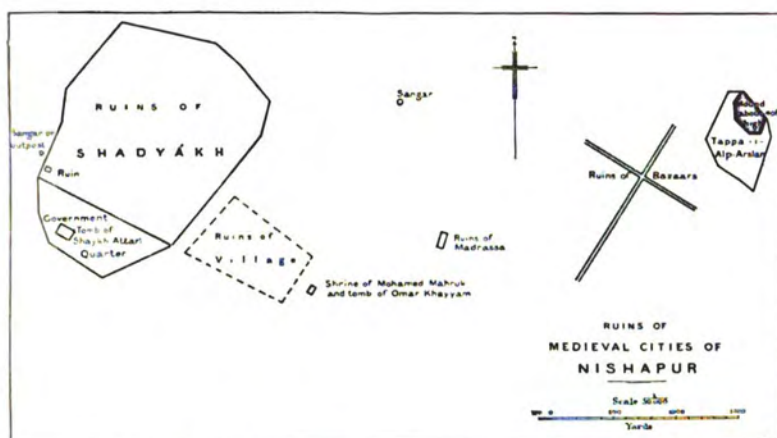 RUINS OF
SHADYÁKH
Sangar or
outpost
Ruin
Government
Tomb of
Shaykh Attar
Quarter
Ruins of
Village
Shrine of Mohamed Mahruk
and tomb of Omar Khayyam
Sangar
Ruins of
Madrassa
Ruins of Bazaars
Mound
Tappa-i-
Alp-Arslan
RUINS OF
MEDIEVAL CITIES OF
NISHAPUR
Scale
Yards